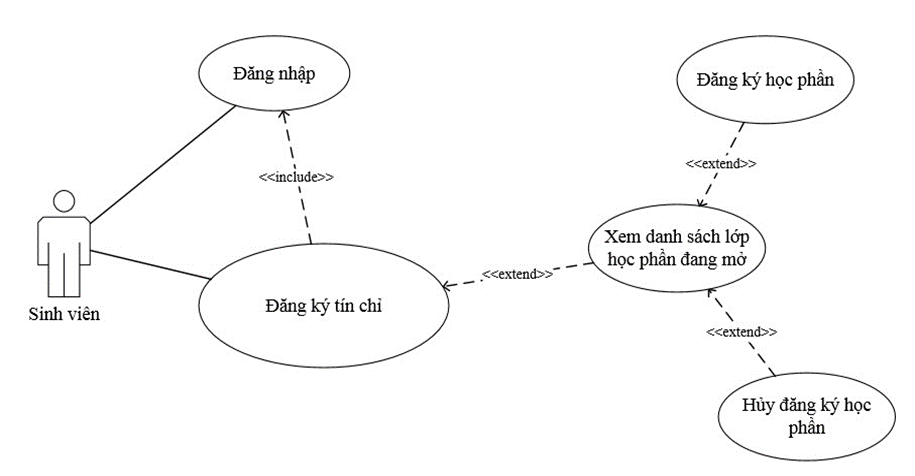 Đăng nhập
Đăng ký học phần
<<include>>
<<extend>>
Xem danh sách lớp
học phần đang mở
<<extend>>
Sinh viên
Đăng ký tín chỉ
<<extend>>
Hủy đăng ký học
phần